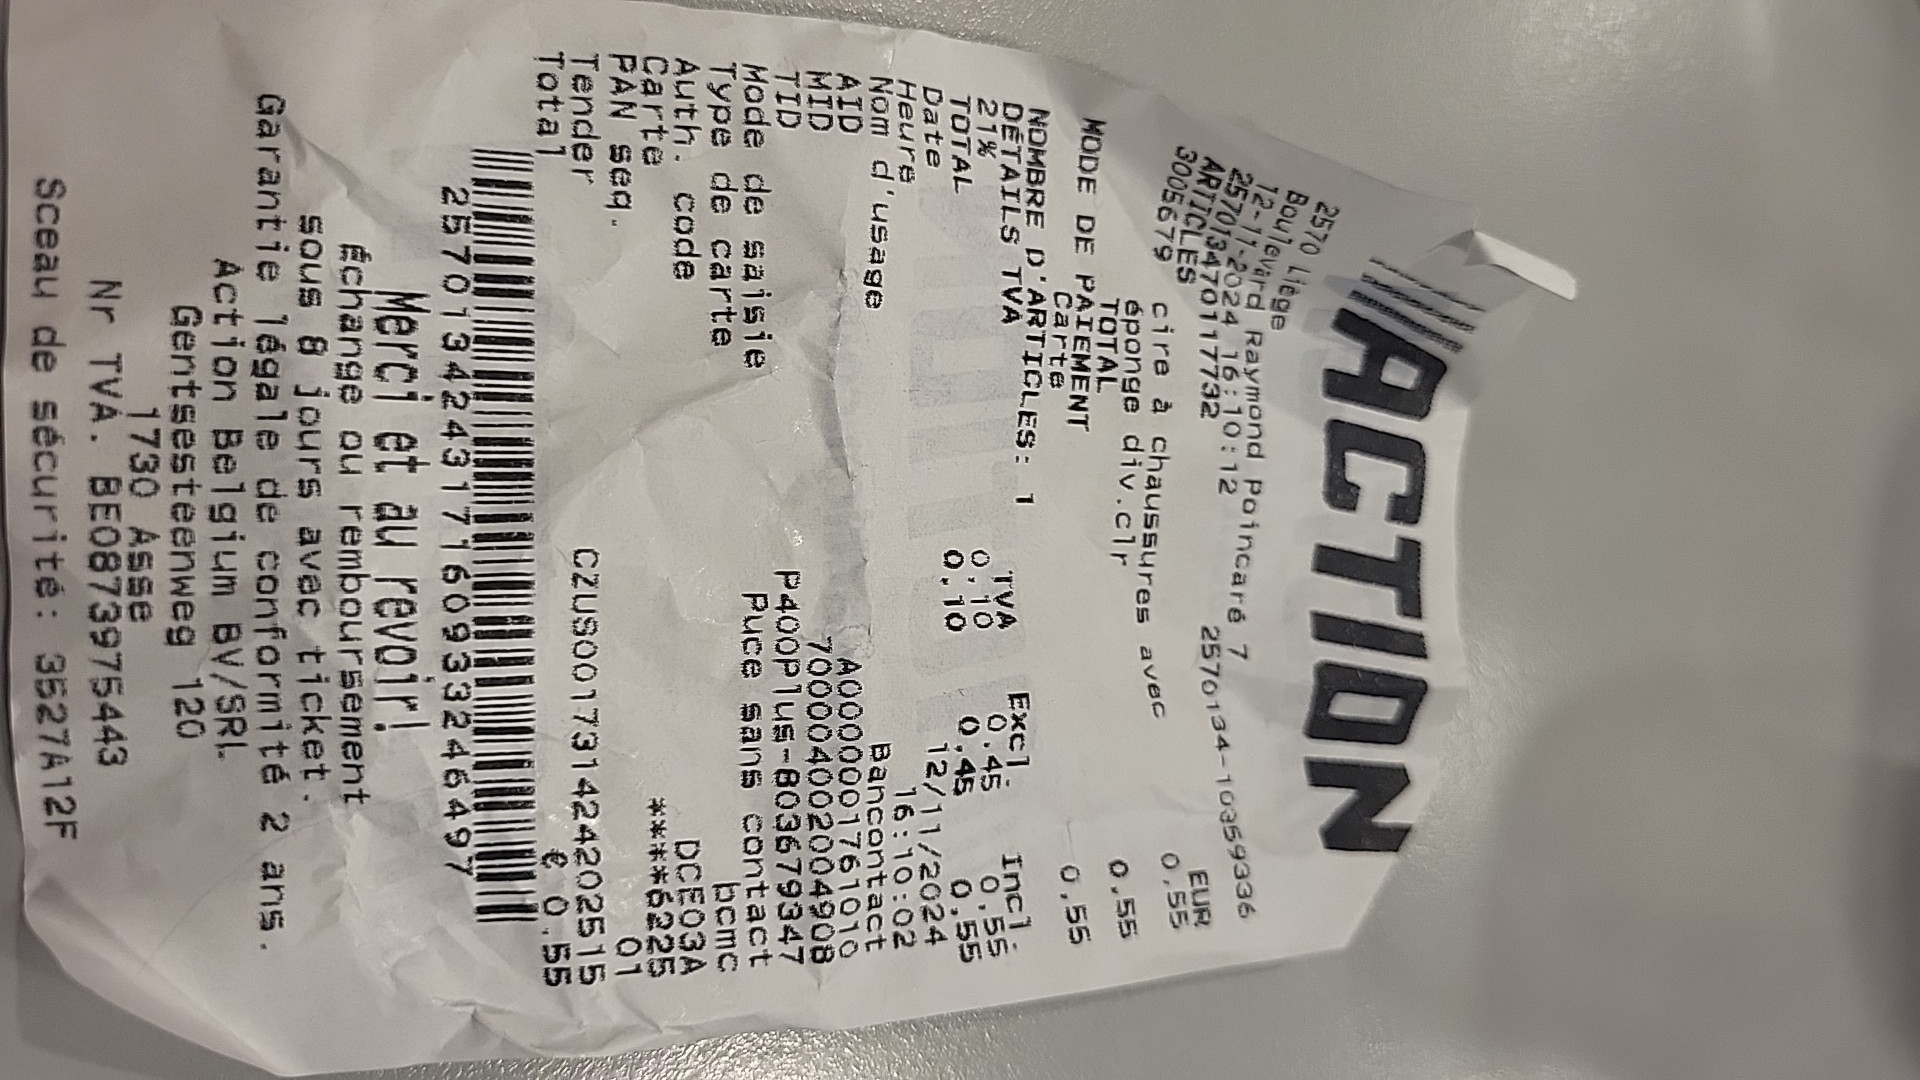 ACTION
2570 Liège
Boulevard Raymond Poincaré 7
12-11-2024 16:10:12 2570134-10359336
257013470117732
ARTICLES EUR
3005679 0,55
cire à chaussures avec
éponge div.clr
TOTAL 0,55
MODE DE PAIEMENT
Carte 0,55
NOMBRE D'ARTICLES: 1
DÉTAILS TVA TVA Excl. Incl.
21% 0,10 0,45 0,55
TOTAL 0,10 0,45 0,55
Date 12/11/2024
Heure 16:10:02
Nom d'usage Bancontact
AID A00000001761010
MID 700004002004908
TID P400Plus-803679347
Mode de saisie Puce sans contact
Type de carte bcmc
Auth. code DCE03A
Carte *****6225
PAN seq. 01
Tender CZUS001731424202515
Total € 0.55
257013424317160933246497
Merci et au revoir!
Échange ou remboursement
sous 8 jours avec ticket.
Garantie légale de conformité 2 ans.
Action Belgium BV/SRL
Gentsesteenweg 120
1730 Asse
Nr TVA. BE0873975443
Sceau de sécurité: 3527A12F